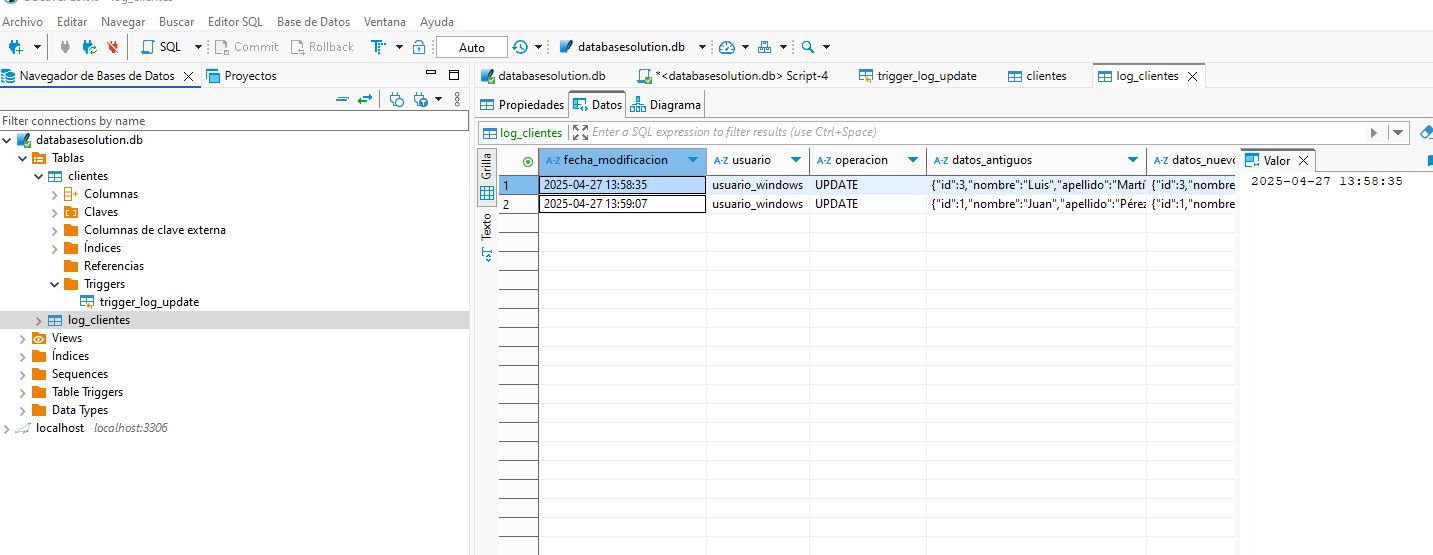 Archivo Editar Navegar Buscar Editor SQL Base de Datos Ventana Ayuda
SQL Commit Rollback Auto databasesolution.db
Navegador de Bases de Datos Proyectos
Filter connections by name
databasesolution.db
Tablas
clientes
Columnas
Claves
Columnas de clave externa
Índices
Referencias
Triggers
trigger_log_update
log_clientes
Views
Índices
Sequences
Table Triggers
Data Types
localhost localhost:3306
databasesolution.db *<databasesolution.db> Script-4 trigger_log_update clientes log_clientes
Propiedades Datos Diagrama
log_clientes Enter a SQL expression to filter results (use Ctrl+Space)
Grilla
Texto
A-Z fecha_modificacion A-Z usuario A-Z operacion A-Z datos_antiguos A-Z datos_nuevo
1 2025-04-27 13:58:35 usuario_windows UPDATE {"id":3,"nombre":"Luis","apellido":"Martí {"id":3,"nombre
2 2025-04-27 13:59:07 usuario_windows UPDATE {"id":1,"nombre":"Juan","apellido":"Pérez {"id":1,"nombre
Valor
2025-04-27 13:58:35